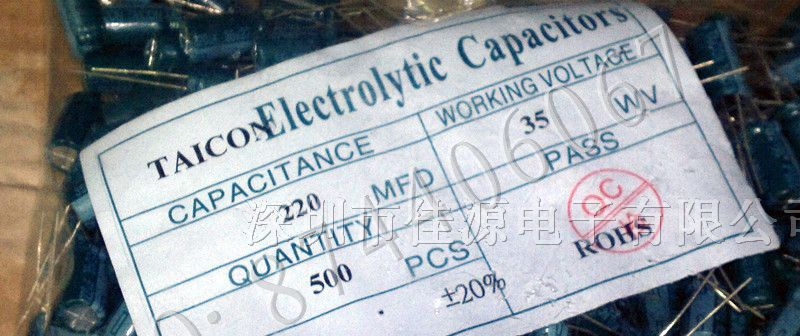 TAICON Electrolytic Capacitors
CAPACITANCE
220 MFD
WORKING VOLTAGE
35 WV
QUANTITY
500 PCS
±20%
PASS
QC
ROHS
深圳市佳源电子有限公司
874406067